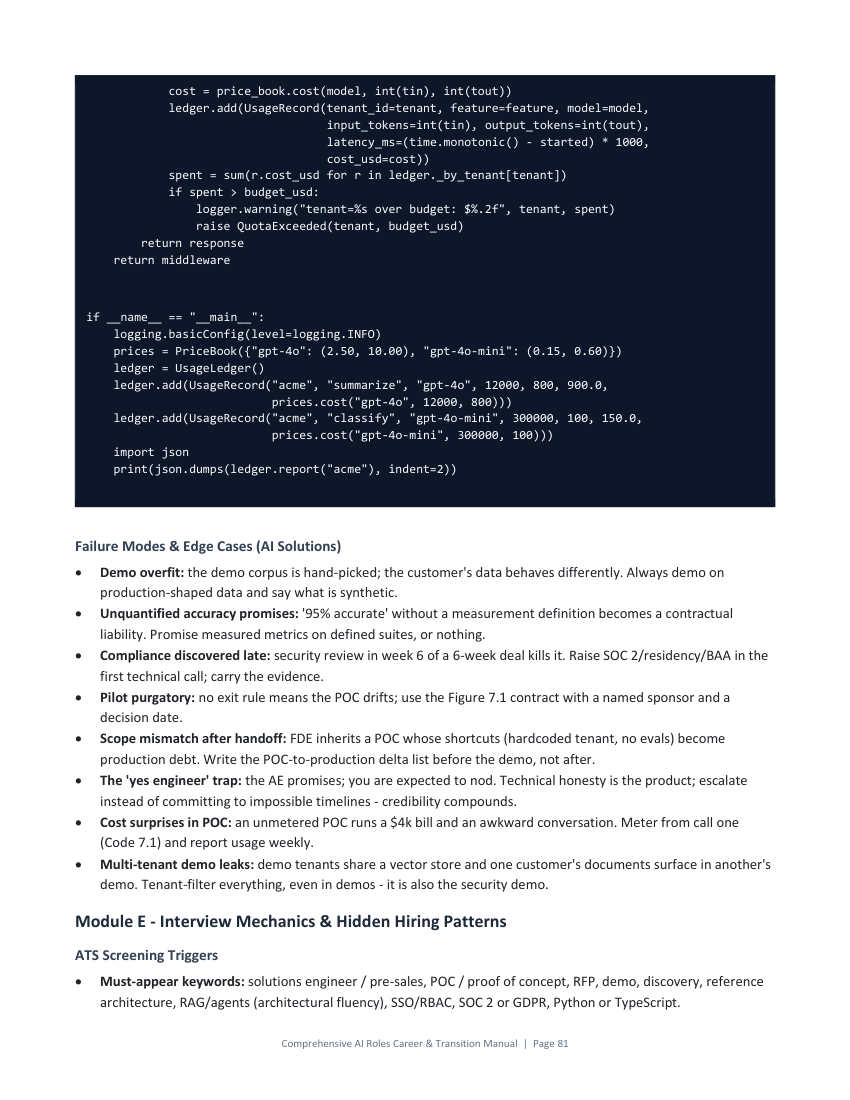 cost = price_book.cost(model, int(tin), int(tout))
            ledger.add(UsageRecord(tenant_id=tenant, feature=feature, model=model,
                                   input_tokens=int(tin), output_tokens=int(tout),
                                   latency_ms=(time.monotonic() - started) * 1000,
                                   cost_usd=cost))
            spent = sum(r.cost_usd for r in ledger._by_tenant[tenant])
            if spent > budget_usd:
                logger.warning("tenant=%s over budget: $%.2f", tenant, spent)
                raise QuotaExceeded(tenant, budget_usd)
        return response
    return middleware
if __name__ == "__main__":
    logging.basicConfig(level=logging.INFO)
    prices = PriceBook({"gpt-4o": (2.50, 10.00), "gpt-4o-mini": (0.15, 0.60)})
    ledger = UsageLedger()
    ledger.add(UsageRecord("acme", "summarize", "gpt-4o", 12000, 800, 900.0,
                           prices.cost("gpt-4o", 12000, 800)))
    ledger.add(UsageRecord("acme", "classify", "gpt-4o-mini", 300000, 100, 150.0,
                           prices.cost("gpt-4o-mini", 300000, 100)))
    import json
    print(json.dumps(ledger.report("acme"), indent=2))
Failure Modes & Edge Cases (AI Solutions)
• Demo overfit: the demo corpus is hand-picked; the customer's data behaves differently. Always demo on
production-shaped data and say what is synthetic.
• Unquantified accuracy promises: '95% accurate' without a measurement definition becomes a contractual
liability. Promise measured metrics on defined suites, or nothing.
• Compliance discovered late: security review in week 6 of a 6-week deal kills it. Raise SOC 2/residency/BAA in the
first technical call; carry the evidence.
• Pilot purgatory: no exit rule means the POC drifts; use the Figure 7.1 contract with a named sponsor and a
decision date.
• Scope mismatch after handoff: FDE inherits a POC whose shortcuts (hardcoded tenant, no evals) become
production debt. Write the POC-to-production delta list before the demo, not after.
• The 'yes engineer' trap: the AE promises; you are expected to nod. Technical honesty is the product; escalate
instead of committing to impossible timelines - credibility compounds.
• Cost surprises in POC: an unmetered POC runs a $4k bill and an awkward conversation. Meter from call one
(Code 7.1) and report usage weekly.
• Multi-tenant demo leaks: demo tenants share a vector store and one customer's documents surface in another's
demo. Tenant-filter everything, even in demos - it is also the security demo.
Module E - Interview Mechanics & Hidden Hiring Patterns
ATS Screening Triggers
• Must-appear keywords: solutions engineer / pre-sales, POC / proof of concept, RFP, demo, discovery, reference
architecture, RAG/agents (architectural fluency), SSO/RBAC, SOC 2 or GDPR, Python or TypeScript.
Comprehensive AI Roles Career & Transition Manual | Page 81